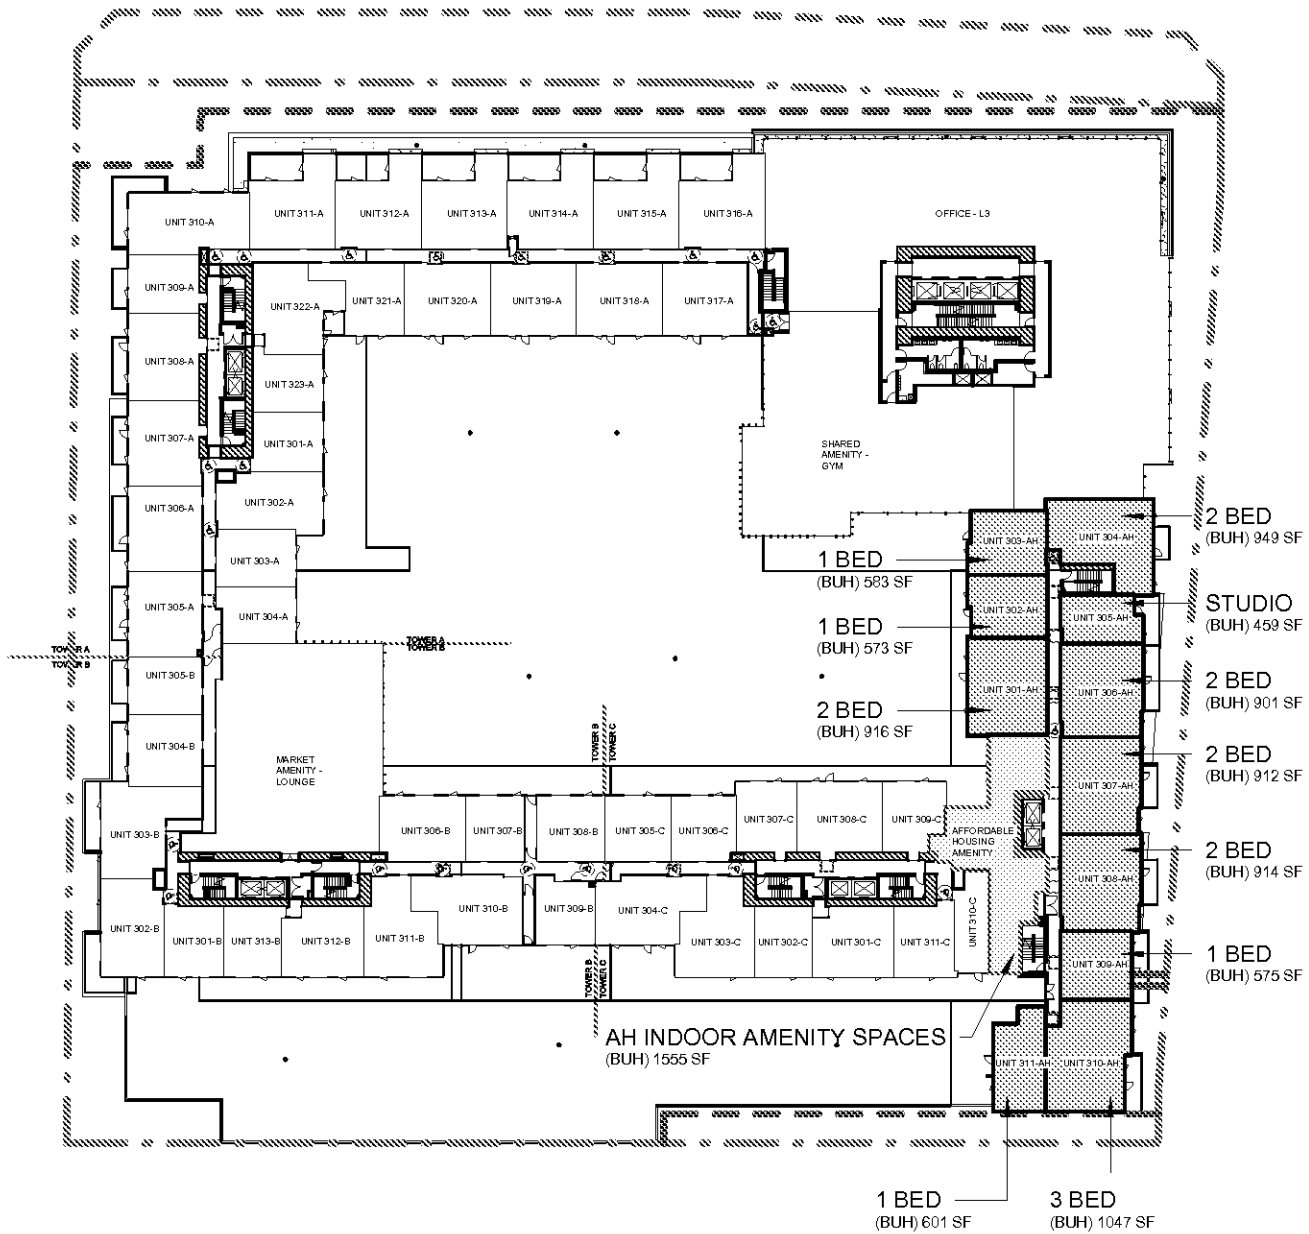 UNIT 310-A
UNIT 311-A
UNIT 312-A
UNIT 313-A
UNIT 314-A
UNIT 315-A
UNIT 316-A
OFFICE - L3
UNIT 309-A
UNIT 322-A
UNIT 321-A
UNIT 320-A
UNIT 319-A
UNIT 318-A
UNIT 317-A
UNIT 308-A
UNIT 323-A
UNIT 307-A
UNIT 301-A
SHARED
AMENITY -
GYM
UNIT 306-A
UNIT 302-A
UNIT 303-A
UNIT 305-A
UNIT 304-A
TOWER A
TOWER B
TOWER A
TOWER B
UNIT 305-B
UNIT 304-B
MARKET
AMENITY -
LOUNGE
TOWER B
TOWER C
UNIT 303-AH
UNIT 304-AH
2 BED
(BUH) 949 SF
1 BED
(BUH) 583 SF
UNIT 302-AH
UNIT 305-AH
STUDIO
(BUH) 459 SF
1 BED
(BUH) 573 SF
UNIT 301-AH
UNIT 306-AH
2 BED
(BUH) 901 SF
2 BED
(BUH) 916 SF
UNIT 307-AH
2 BED
(BUH) 912 SF
UNIT 303-B
UNIT 306-B
UNIT 307-B
UNIT 308-B
UNIT 305-C
UNIT 306-C
UNIT 307-C
UNIT 308-C
UNIT 309-C
AFFORDABLE
HOUSING
AMENITY
UNIT 308-AH
2 BED
(BUH) 914 SF
UNIT 302-B
UNIT 301-B
UNIT 313-B
UNIT 312-B
UNIT 311-B
UNIT 310-B
UNIT 309-B
UNIT 304-C
UNIT 303-C
UNIT 302-C
UNIT 301-C
UNIT 311-C
UNIT 310-C
TOWER B
TOWER C
UNIT 309-AH
1 BED
(BUH) 575 SF
AH INDOOR AMENITY SPACES
(BUH) 1555 SF
UNIT 311-AH
UNIT 310-AH
1 BED
(BUH) 601 SF
3 BED
(BUH) 1047 SF